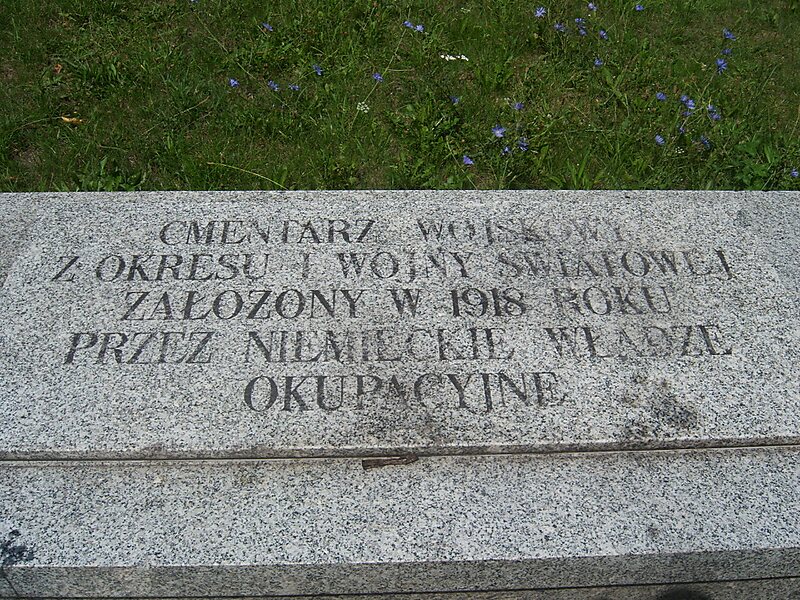 CMENTARZ WOJSKOWY
Z OKRESU I WOJNY ŚWIATOWEJ
ZAŁOŻONY W 1918 ROKU
PRZEZ NIEMIECKIE WŁADZE
OKUPACYJNE